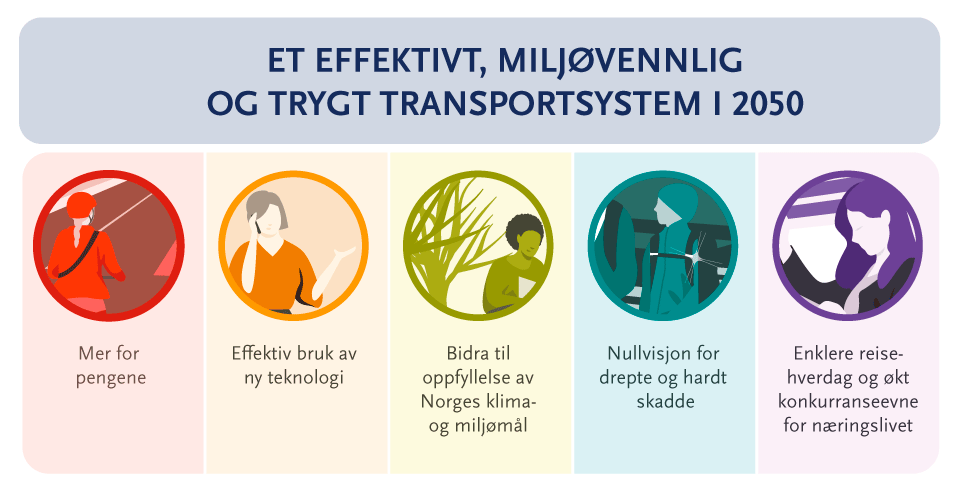 ET EFFEKTIVT, MILJØVENNLIG
OG TRYGT TRANSPORTSYSTEM I 2050
Mer for
pengene
Effektiv bruk av
ny teknologi
Bidra til
oppfyllelse av
Norges klima-
og miljømål
Nullvisjon for
drepte og hardt
skadde
Enklere reise-
hverdag og økt
konkurranseevne
for næringslivet